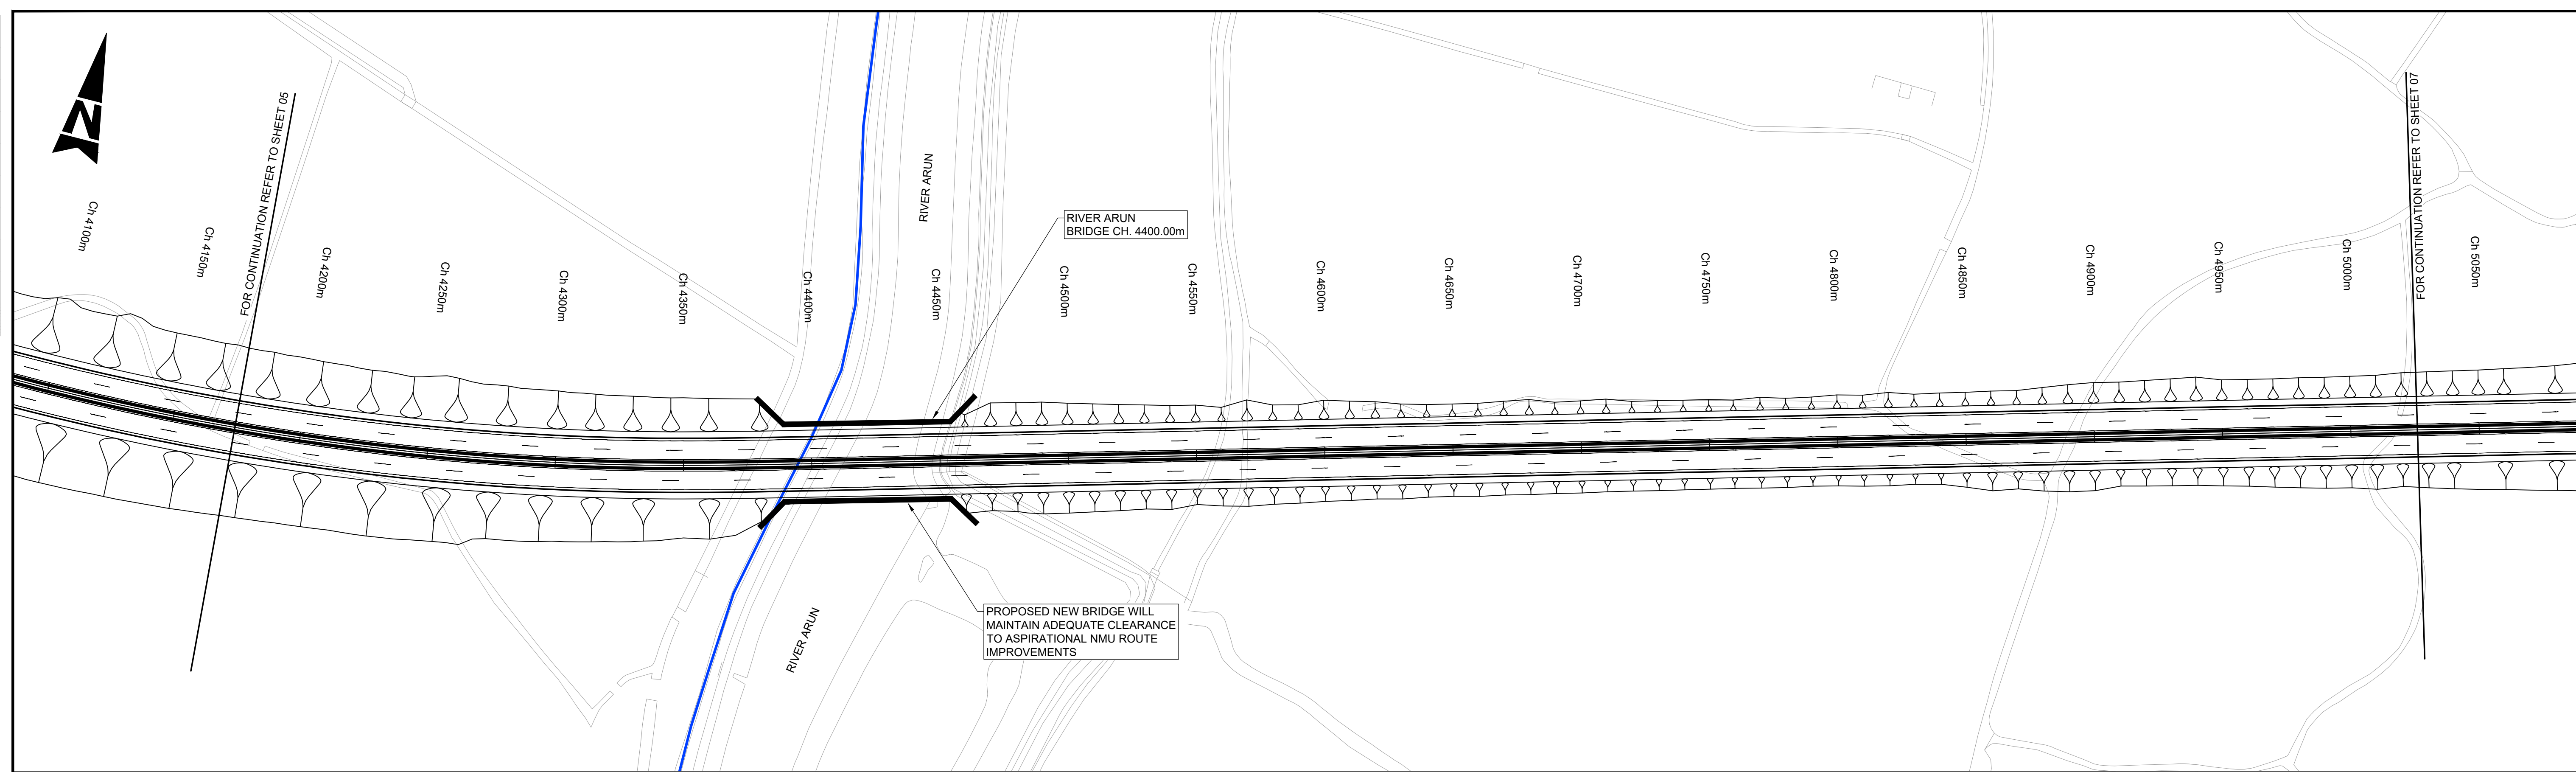 N
FOR CONTINUATION REFER TO SHEET 05
FOR CONTINUATION REFER TO SHEET 07
Ch 4100m
Ch 4150m
Ch 4200m
Ch 4250m
Ch 4300m
Ch 4350m
Ch 4400m
Ch 4450m
Ch 4500m
Ch 4550m
Ch 4600m
Ch 4650m
Ch 4700m
Ch 4750m
Ch 4800m
Ch 4850m
Ch 4900m
Ch 4950m
Ch 5000m
Ch 5050m
RIVER ARUN
RIVER ARUN
BRIDGE CH. 4400.00m
RIVER ARUN
PROPOSED NEW BRIDGE WILL
MAINTAIN ADEQUATE CLEARANCE
TO ASPIRATIONAL NMU ROUTE
IMPROVEMENTS